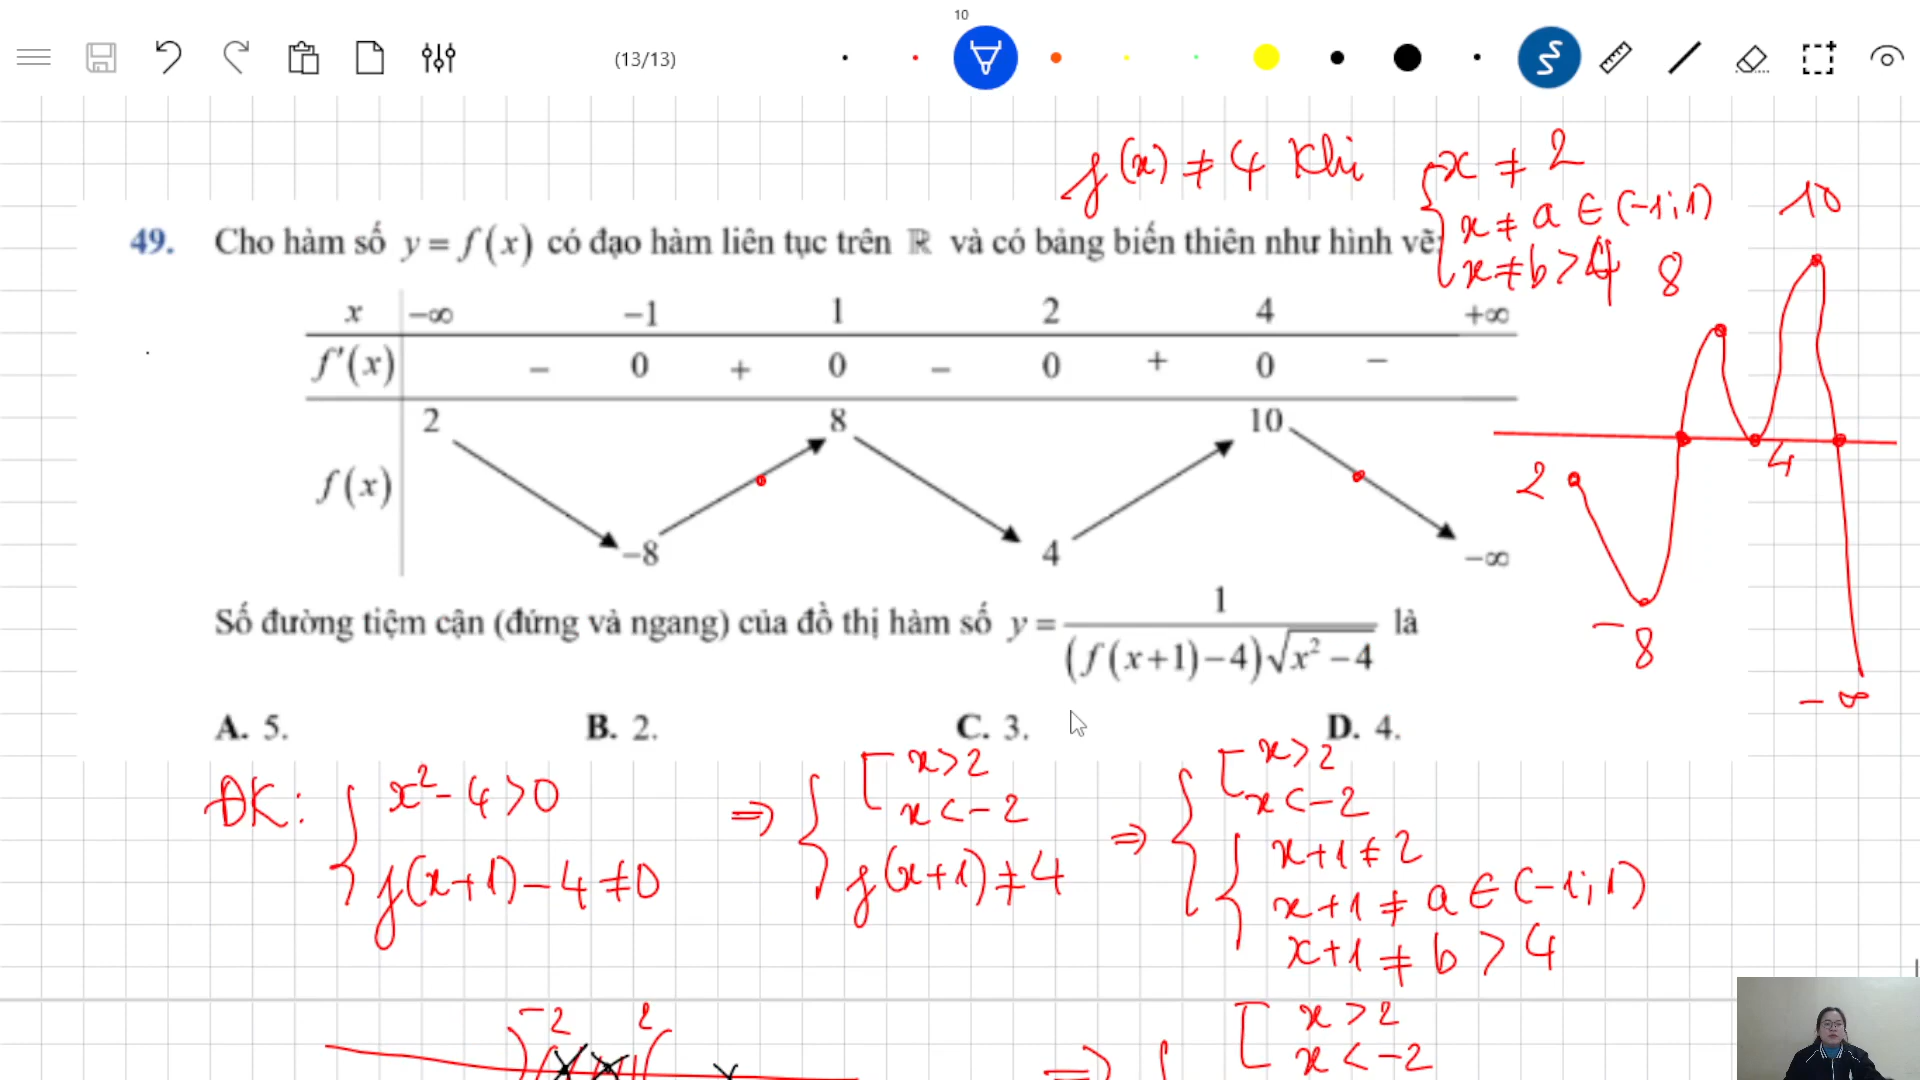 10
(13/13)
f(x) ≠ 4 Khi { x ≠ 2
x ≠ a ∈ (-1;1)
x ≠ b > 4
49. Cho hàm số y = f(x) có đạo hàm liên tục trên ℝ và có bảng biến thiên như hình vẽ:
x −∞ −1 1 2 4 +∞
f'(x) − 0 + 0 − 0 + 0 −
f(x) 2 −8 8 4 10 −∞
10
8
4
2
-8
-∞
Số đường tiệm cận (đứng và ngang) của đồ thị hàm số y = 1/((f(x+1)−4)√(x²−4)) là
A. 5. B. 2. C. 3. D. 4.
ĐK: { x² - 4 > 0
f(x+1) - 4 ≠ 0
⇒ { [ x > 2
x < -2
f(x+1) ≠ 4
⇒ { [ x > 2
x < -2
{ x+1 ≠ 2
x+1 ≠ a ∈ (-1;1)
x+1 ≠ b > 4
-2 2
⇒ { [ x > 2
x < -2